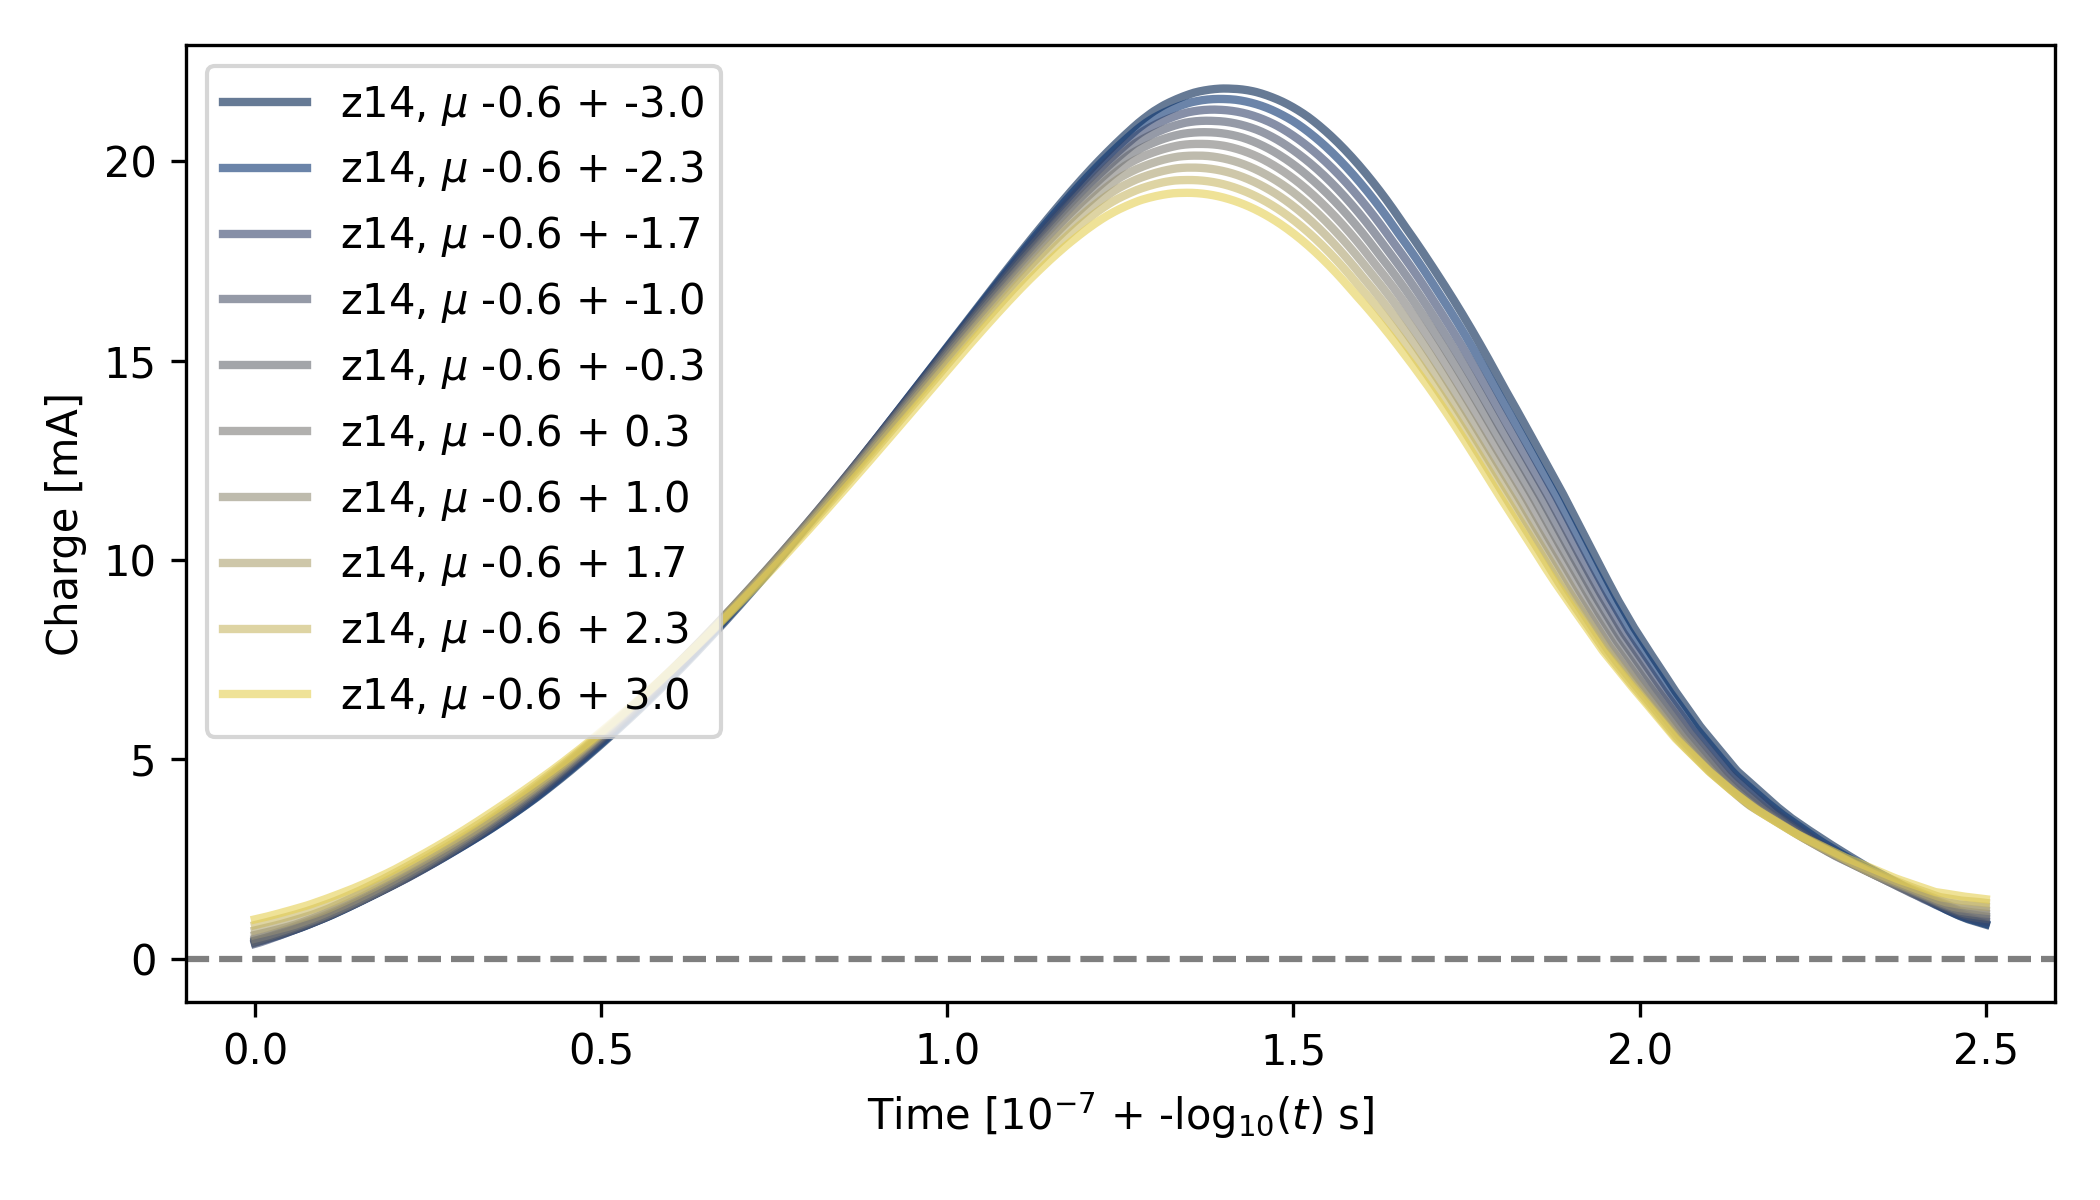 z14, μ -0.6 + -3.0
z14, μ -0.6 + -2.3
z14, μ -0.6 + -1.7
z14, μ -0.6 + -1.0
z14, μ -0.6 + -0.3
z14, μ -0.6 + 0.3
z14, μ -0.6 + 1.0
z14, μ -0.6 + 1.7
z14, μ -0.6 + 2.3
z14, μ -0.6 + 3.0
Charge [mA]
20
15
10
5
0
0.0 0.5 1.0 1.5 2.0 2.5
Time [10⁻⁷ + -log₁₀(t) s]